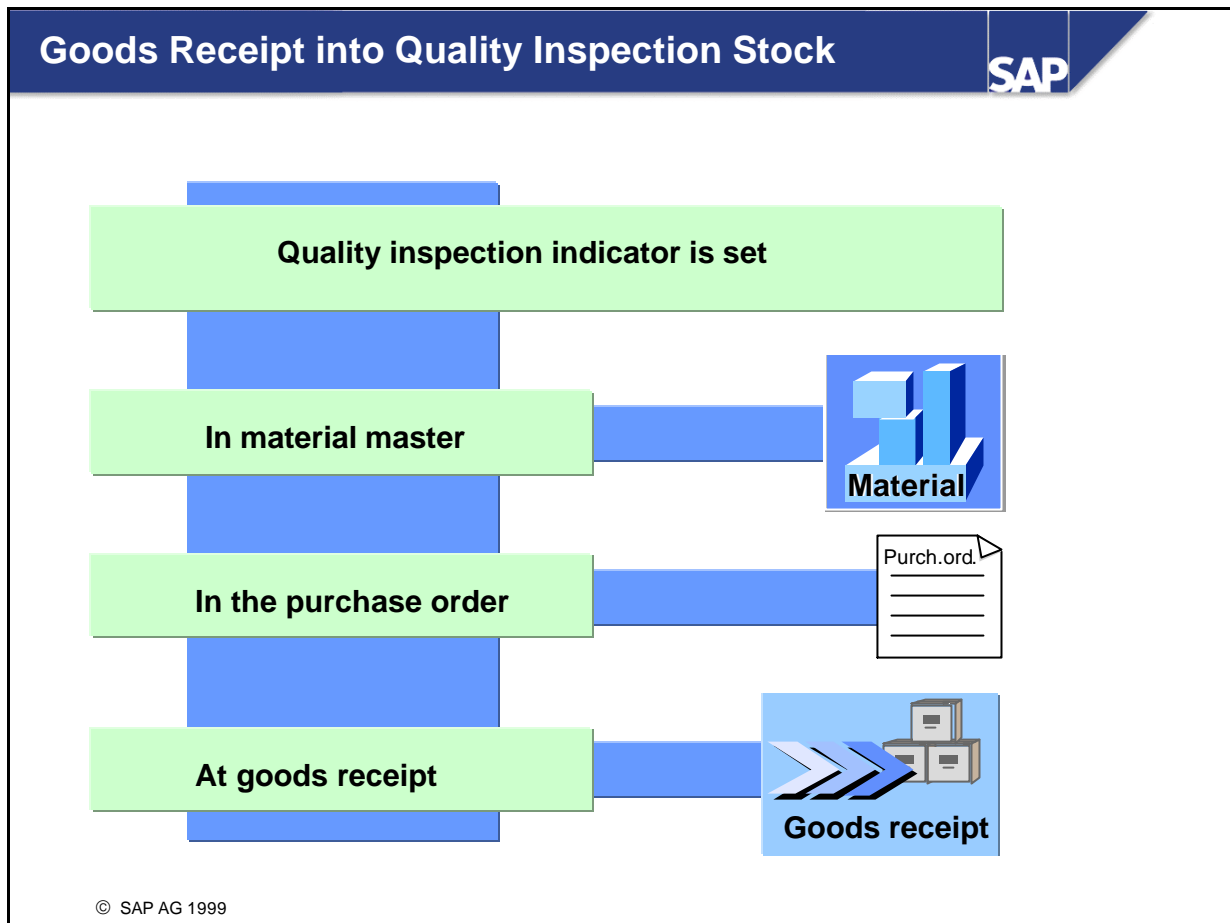 Goods Receipt into Quality Inspection Stock
SAP
Quality inspection indicator is set
In material master
Material
Purch.ord.
In the purchase order
At goods receipt
Goods receipt
© SAP AG 1999